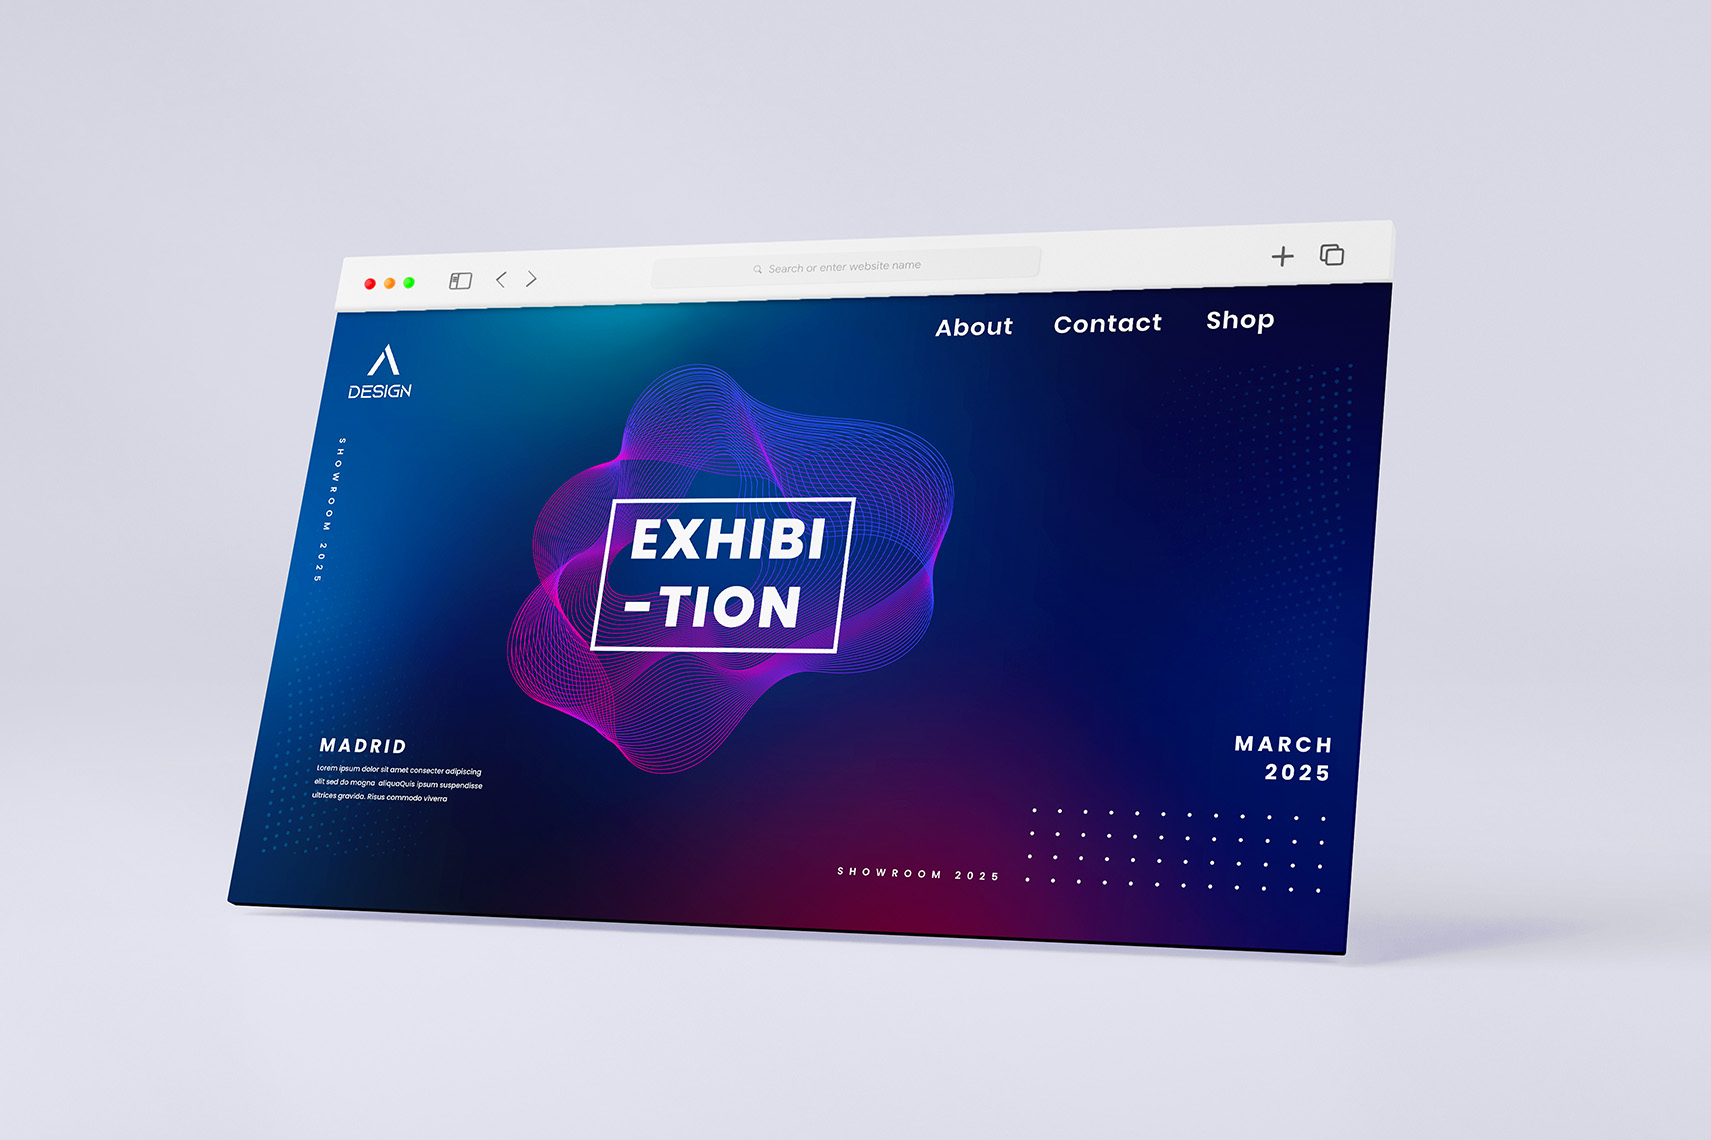 Search or enter website name
About Contact Shop
DESIGN
SHOWROOM 2025
EXHIBI
-TION
MADRID
Lorem ipsum dolor sit amet consecter adipiscing
elit sed do mogna aliquaQuis ipsum suspendisse
ultrices gravida. Risus commodo viverra
MARCH
2025
SHOWROOM 2025